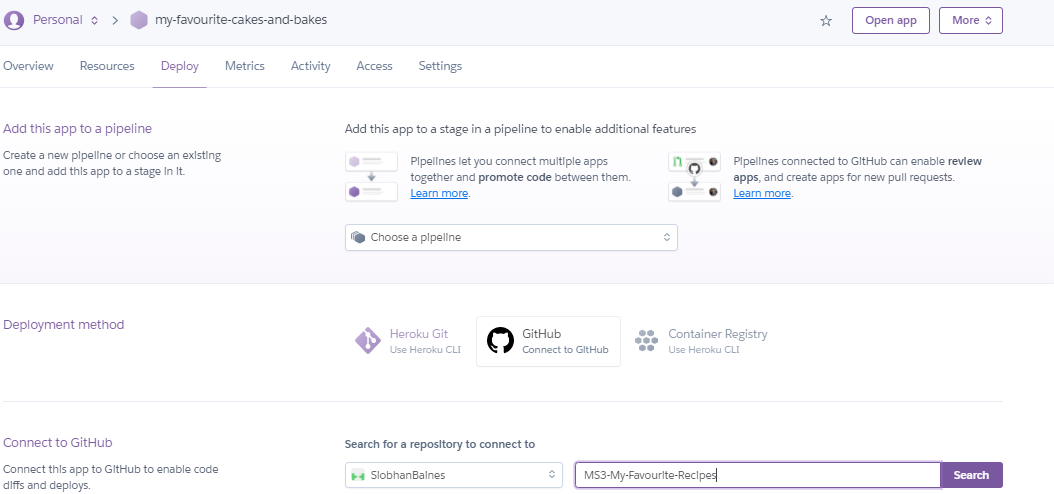 Personal my-favourite-cakes-and-bakes Open app More
Overview Resources Deploy Metrics Activity Access Settings
Add this app to a pipeline
Create a new pipeline or choose an existing
one and add this app to a stage in it.
Add this app to a stage in a pipeline to enable additional features
Pipelines let you connect multiple apps
together and promote code between them.
Learn more.
Pipelines connected to GitHub can enable review
apps, and create apps for new pull requests.
Learn more.
Choose a pipeline
Deployment method
Heroku Git
Use Heroku CLI
GitHub
Connect to GitHub
Container Registry
Use Heroku CLI
Connect to GitHub
Connect this app to GitHub to enable code
diffs and deploys.
Search for a repository to connect to
SiobhanBaines MS3-My-Favourite-Recipes Search